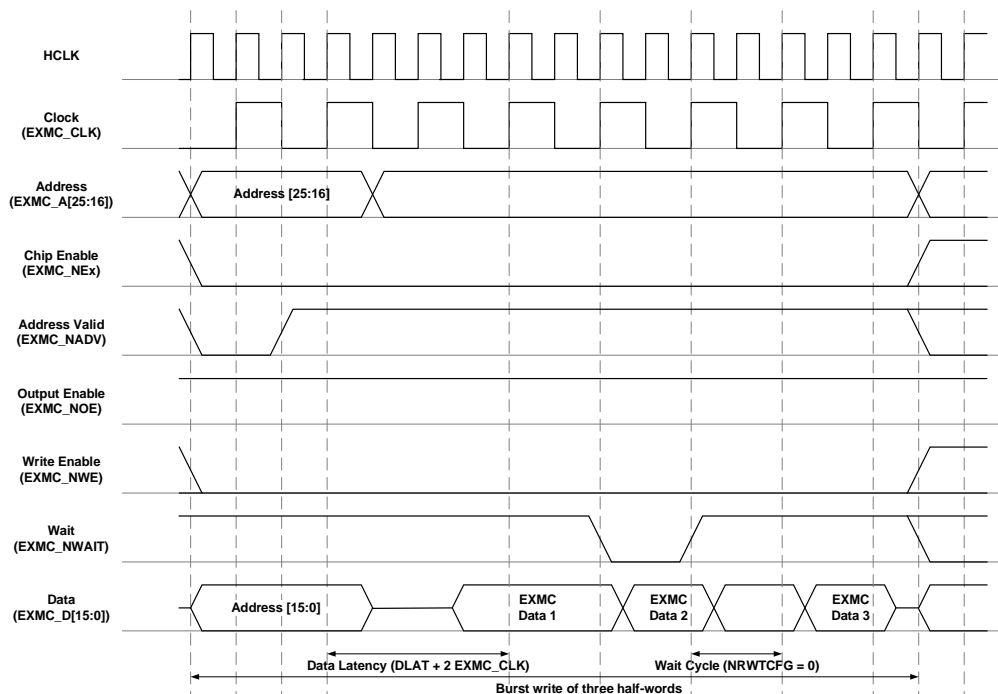 HCLK
Clock
(EXMC_CLK)
Address
(EXMC_A[25:16])
Address [25:16]
Chip Enable
(EXMC_NEx)
Address Valid
(EXMC_NADV)
Output Enable
(EXMC_NOE)
Write Enable
(EXMC_NWE)
Wait
(EXMC_NWAIT)
Data
(EXMC_D[15:0])
Address [15:0]
EXMC
Data 1
EXMC
Data 2
EXMC
Data 3
Data Latency (DLAT + 2 EXMC_CLK)
Wait Cycle (NRWTCFG = 0)
Burst write of three half-words